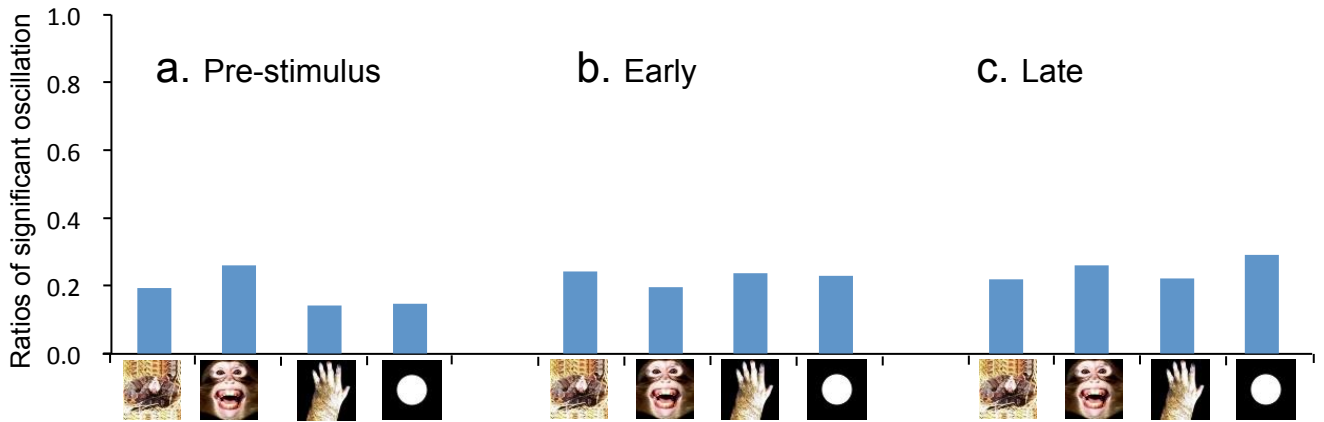 Ratios of significant oscillation
1.0
0.8
0.6
0.4
0.2
0.0
a. Pre-stimulus
b. Early
c. Late